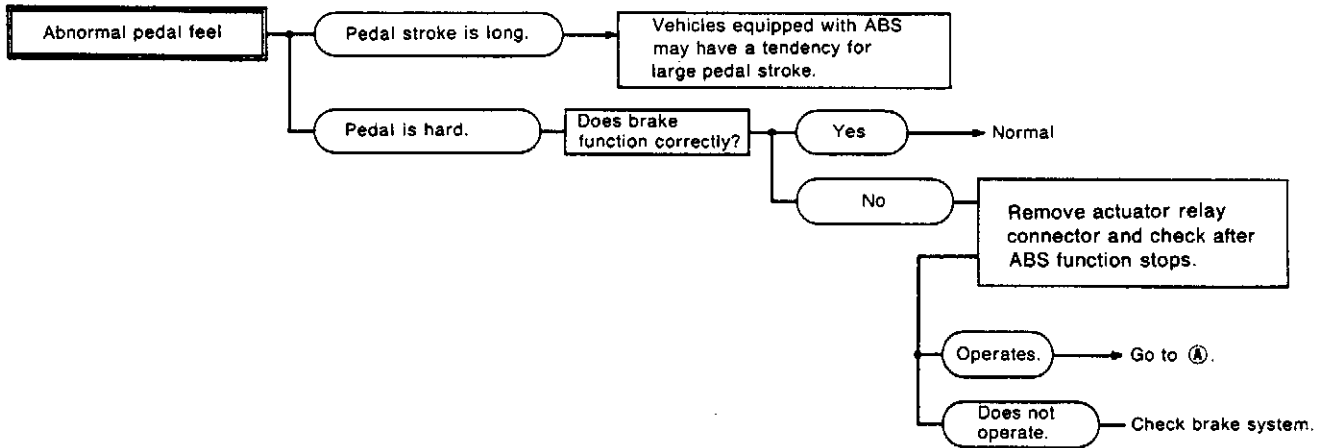 Abnormal pedal feel
Pedal stroke is long.
Vehicles equipped with ABS
may have a tendency for
large pedal stroke.
Pedal is hard.
Does brake
function correctly?
Yes
Normal
No
Remove actuator relay
connector and check after
ABS function stops.
Operates.
Go to Ⓐ.
Does not
operate.
Check brake system.